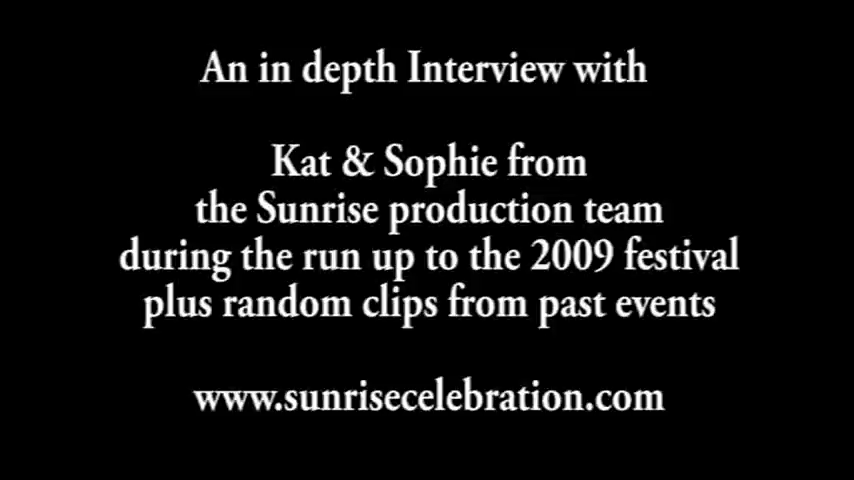 An in depth Interview with
Kat & Sophie from
the Sunrise production team
during the run up to the 2009 festival
plus random clips from past events
www.sunrisecelebration.com